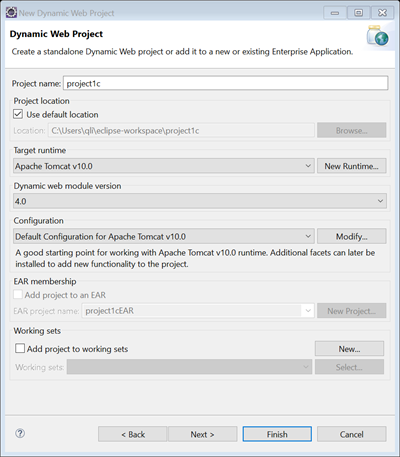 New Dynamic Web Project
Dynamic Web Project
Create a standalone Dynamic Web project or add it to a new or existing Enterprise Application.
Project name: project1c
Project location
Use default location
Location: C:\Users\qli\eclipse-workspace\project1c Browse...
Target runtime
Apache Tomcat v10.0 New Runtime...
Dynamic web module version
4.0
Configuration
Default Configuration for Apache Tomcat v10.0 Modify...
A good starting point for working with Apache Tomcat v10.0 runtime. Additional facets can later be
installed to add new functionality to the project.
EAR membership
Add project to an EAR
EAR project name: project1cEAR New Project...
Working sets
Add project to working sets New...
Working sets: Select...
? < Back Next > Finish Cancel